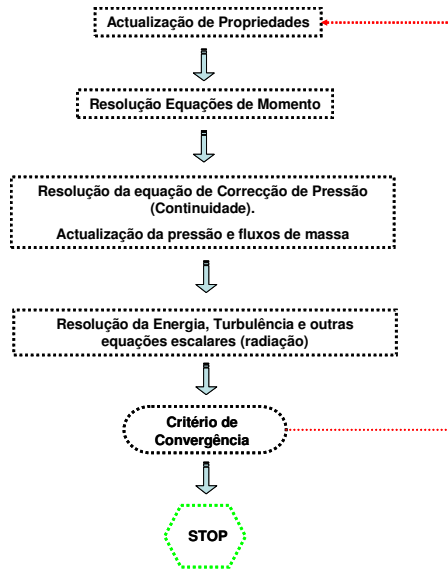 Actualização de Propriedades
Resolução Equações de Momento
Resolução da equação de Correcção de Pressão
(Continuidade).
Actualização da pressão e fluxos de massa
Resolução da Energia, Turbulência e outras
equações escalares (radiação)
Critério de
Convergência
STOP